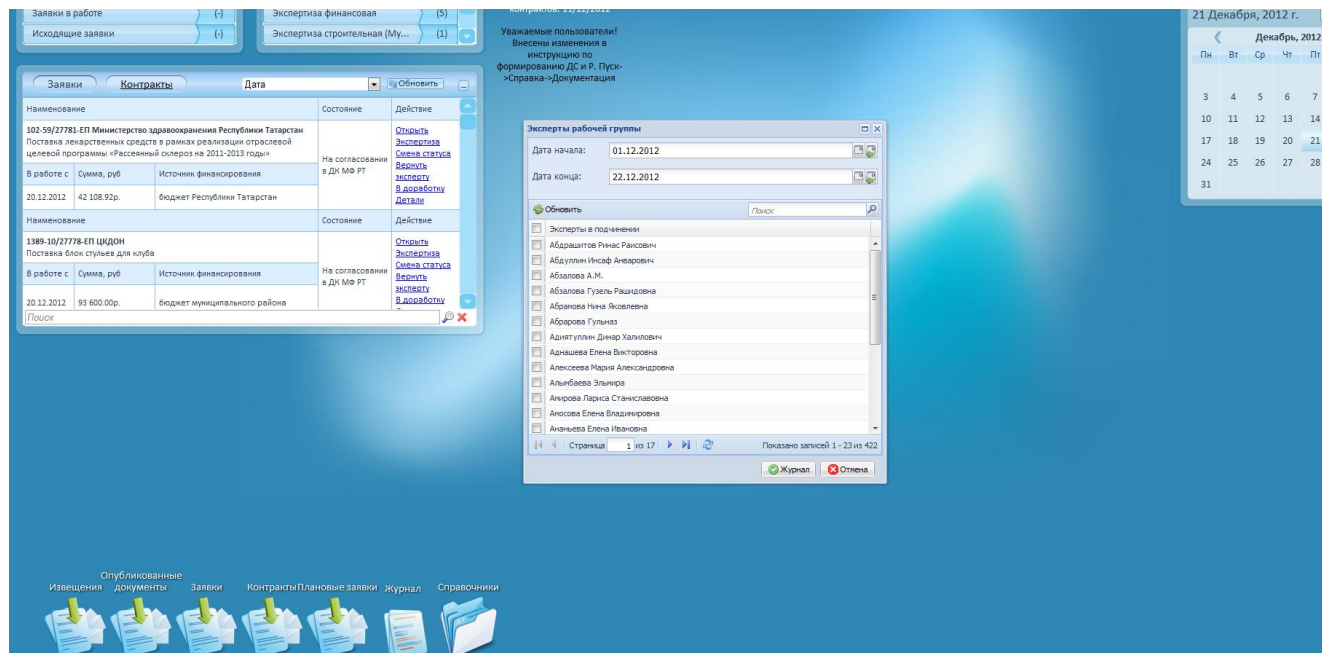 Заявки в работе (-)
Исходящие заявки (-)
Экспертиза финансовая (5)
Экспертиза строительная (Му... (1)
контрактов: 11/12/2012
Уважаемые пользователи!
Внесены изменения в
инструкцию по
формированию ДС и Р. Пуск-
>Справка->Документация
21 Декабря, 2012 г.
Декабрь, 2012
Пн Вт Ср Чт Пт
3 4 5 6 7
10 11 12 13 14
17 18 19 20 21
24 25 26 27 28
31
Заявки Контракты Дата Обновить
Наименование Состояние Действие
102-59/27781-ЕП Министерство здравоохранения Республики Татарстан
Поставка лекарственных средств в рамках реализации отраслевой
целевой программы «Рассеянный склероз на 2011-2013 годы»
В работе с Сумма, руб Источник финансирования
20.12.2012 42 108.92р. бюджет Республики Татарстан
На согласовании
в ДК МФ РТ
Открыть
Экспертиза
Смена статуса
Вернуть
эксперту
В доработку
Детали
Наименование Состояние Действие
1389-10/27778-ЕП ЦКДОН
Поставка блок стульев для клуба
В работе с Сумма, руб Источник финансирования
20.12.2012 93 600.00р. бюджет муниципального района
На согласовании
в ДК МФ РТ
Открыть
Экспертиза
Смена статуса
Вернуть
эксперту
В доработку
Поиск
Эксперты рабочей группы
Дата начала: 01.12.2012
Дата конца: 22.12.2012
Обновить Поиск
Эксперты в подчинении
Абдрашитов Ринас Раисович
Абдуллин Инсаф Анварович
Абзалова А.М.
Абзалова Гузель Рашидовна
Абрамова Нина Яковлевна
Абрарова Гульназ
Адиятуллин Динар Халилович
Аднашева Елена Викторовна
Алексеева Мария Александровна
Алынбаева Эльмира
Амирова Лариса Станиславовна
Амосова Елена Владимировна
Ананьева Елена Ивановна
Страница 1 из 17 Показано записей 1 - 23 из 422
Журнал Отмена
Извещения
Опубликованные
документы
Заявки
Контракты
Плановые заявки
Журнал
Справочники